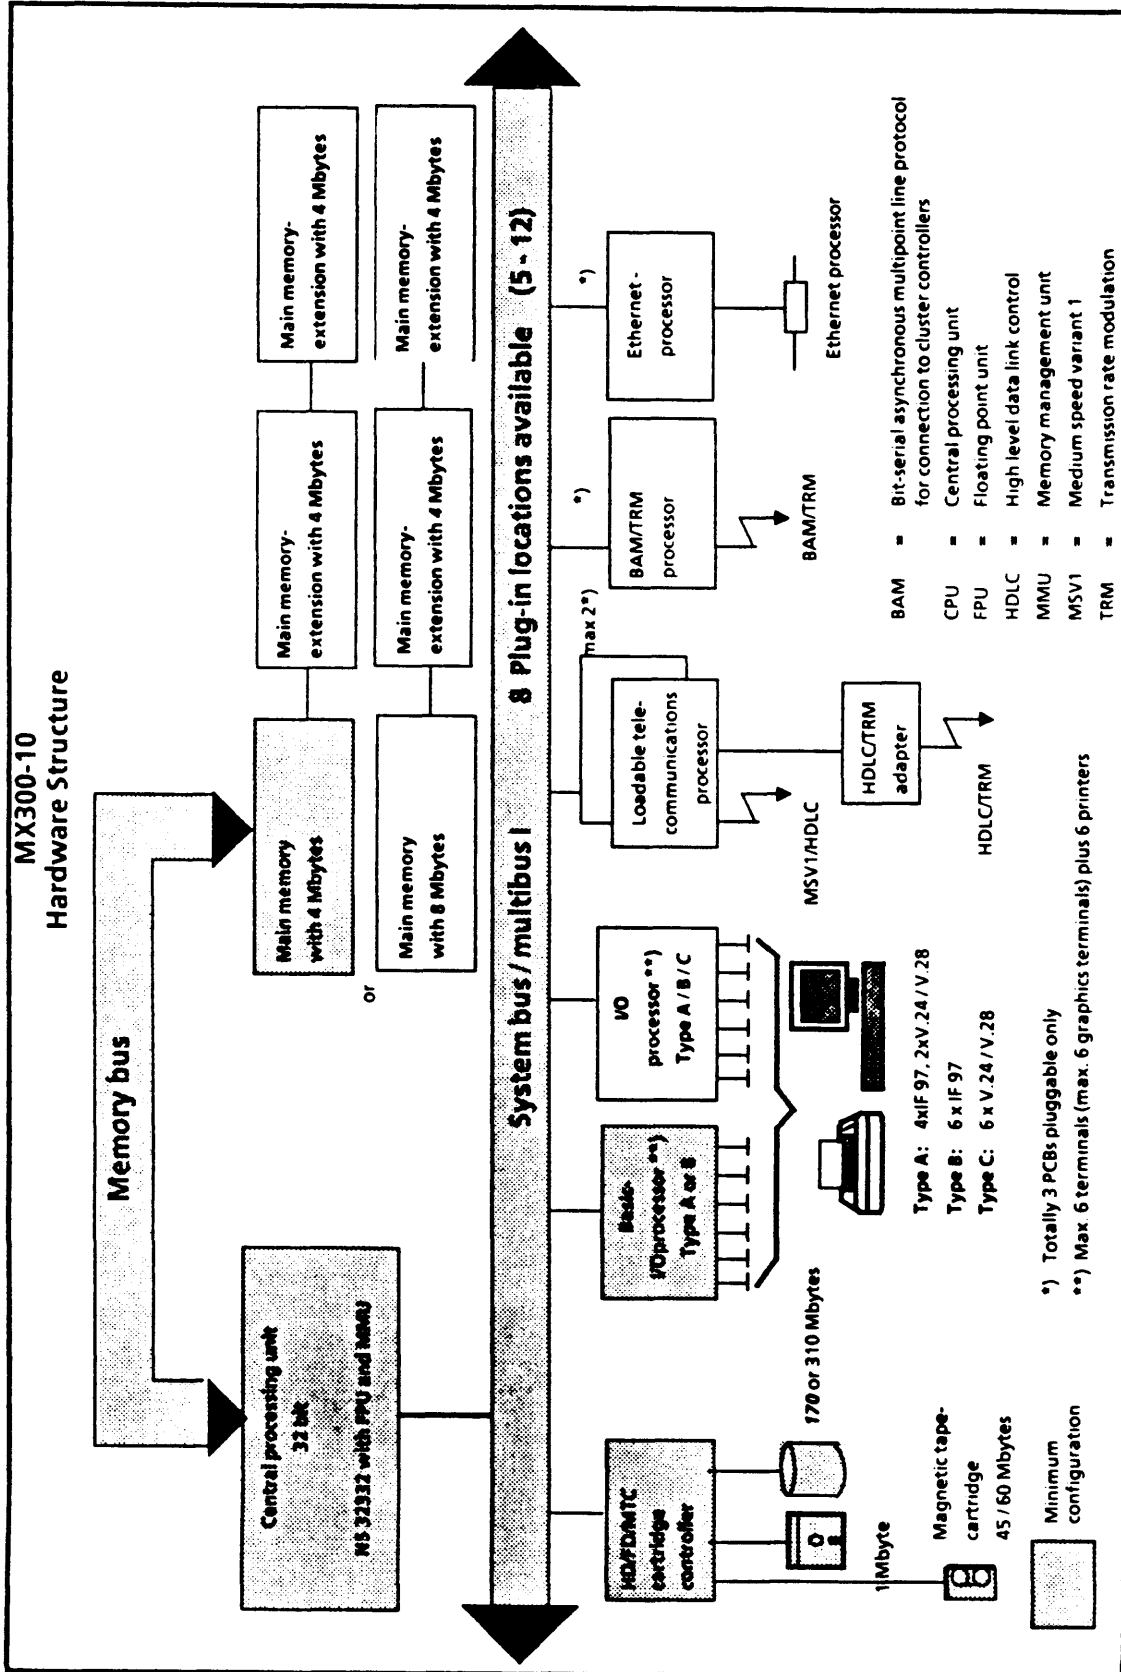 MX300-10
Hardware Structure
Memory bus
Central processing unit
32 bit
NS 32332 with FPU and MMU
Main memory
with 4 Mbytes
Main memory-
extension with 4 Mbytes
Main memory-
extension with 4 Mbytes
or
Main memory
with 8 Mbytes
Main memory-
extension with 4 Mbytes
Main memory-
extension with 4 Mbytes
System bus / multibus I
8 Plug-in locations available (5 - 12)
HD/FD/MTC
cartridge
controller
1 Mbyte
170 or 310 Mbytes
Magnetic tape-
cartridge
45 / 60 Mbytes
Minimum
configuration
Basic-
I/Oprocessor **)
Type A or B
I/O
processor **)
Type A / B / C
Type A: 4xIF 97, 2xV.24 / V.28
Type B: 6 x IF 97
Type C: 6 x V.24 / V.28
*) Totally 3 PCBs pluggable only
**) Max. 6 terminals (max. 6 graphics terminals) plus 6 printers
max 2*)
Loadable tele-
communications
processor
MSV1/HDLC
HDLC/TRM
adapter
HDLC/TRM
*)
BAM/TRM
processor
BAM/TRM
*)
Ethernet-
processor
Ethernet processor
BAM = Bit-serial asynchronous multipoint line protocol
for connection to cluster controllers
CPU = Central processing unit
FPU = Floating point unit
HDLC = High level data link control
MMU = Memory management unit
MSV1 = Medium speed variant 1
TRM = Transmission rate modulation